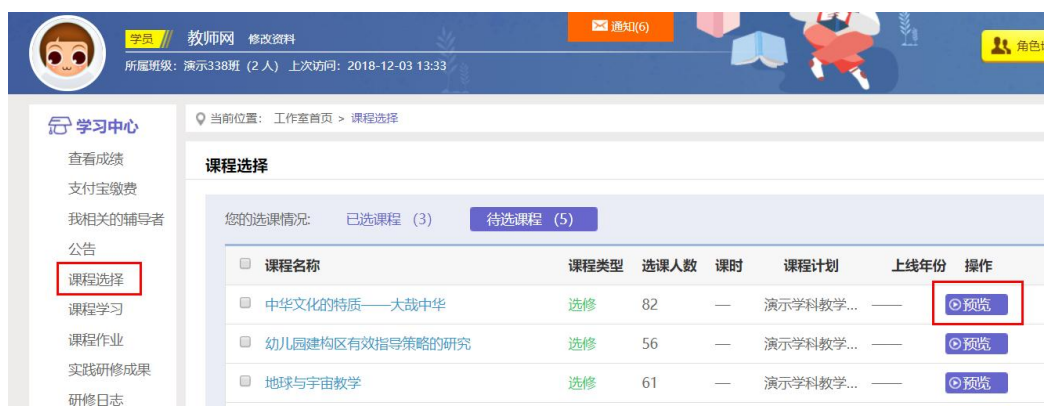 学员 教师网 修改资料 通知(6)
角色
所属班级：演示338班 (2 人) 上次访问：2018-12-03 13:33
学习中心
查看成绩
支付宝缴费
我相关的辅导者
公告
课程选择
课程学习
课程作业
实践研修成果
研修日志
当前位置： 工作室首页 > 课程选择
课程选择
您的选课情况: 已选课程 (3) 待选课程 (5)
课程名称 课程类型 选课人数 课时 课程计划 上线年份 操作
中华文化的特质——大哉中华 选修 82 — 演示学科教学... —— 预览
幼儿园建构区有效指导策略的研究 选修 56 — 演示学科教学... —— 预览
地球与宇宙教学 选修 61 — 演示学科教学... —— 预览